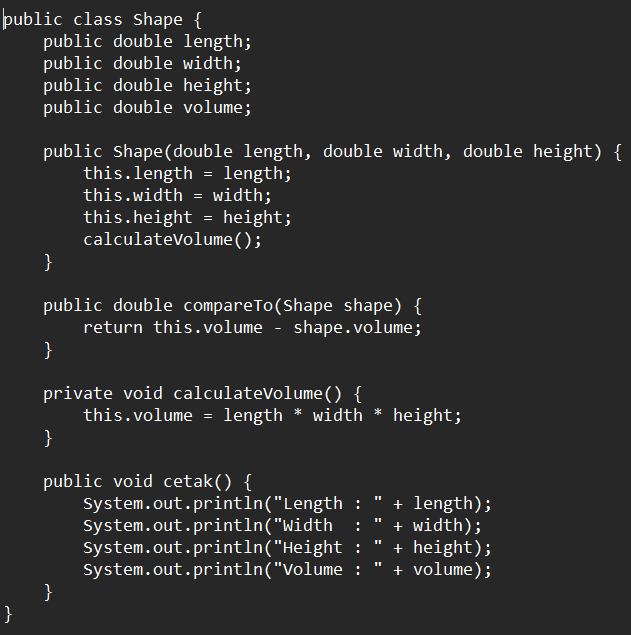 public class Shape {
    public double length;
    public double width;
    public double height;
    public double volume;

    public Shape(double length, double width, double height) {
        this.length = length;
        this.width = width;
        this.height = height;
        calculateVolume();
    }

    public double compareTo(Shape shape) {
        return this.volume - shape.volume;
    }

    private void calculateVolume() {
        this.volume = length * width * height;
    }

    public void cetak() {
        System.out.println("Length : " + length);
        System.out.println("Width  : " + width);
        System.out.println("Height : " + height);
        System.out.println("Volume : " + volume);
    }
}